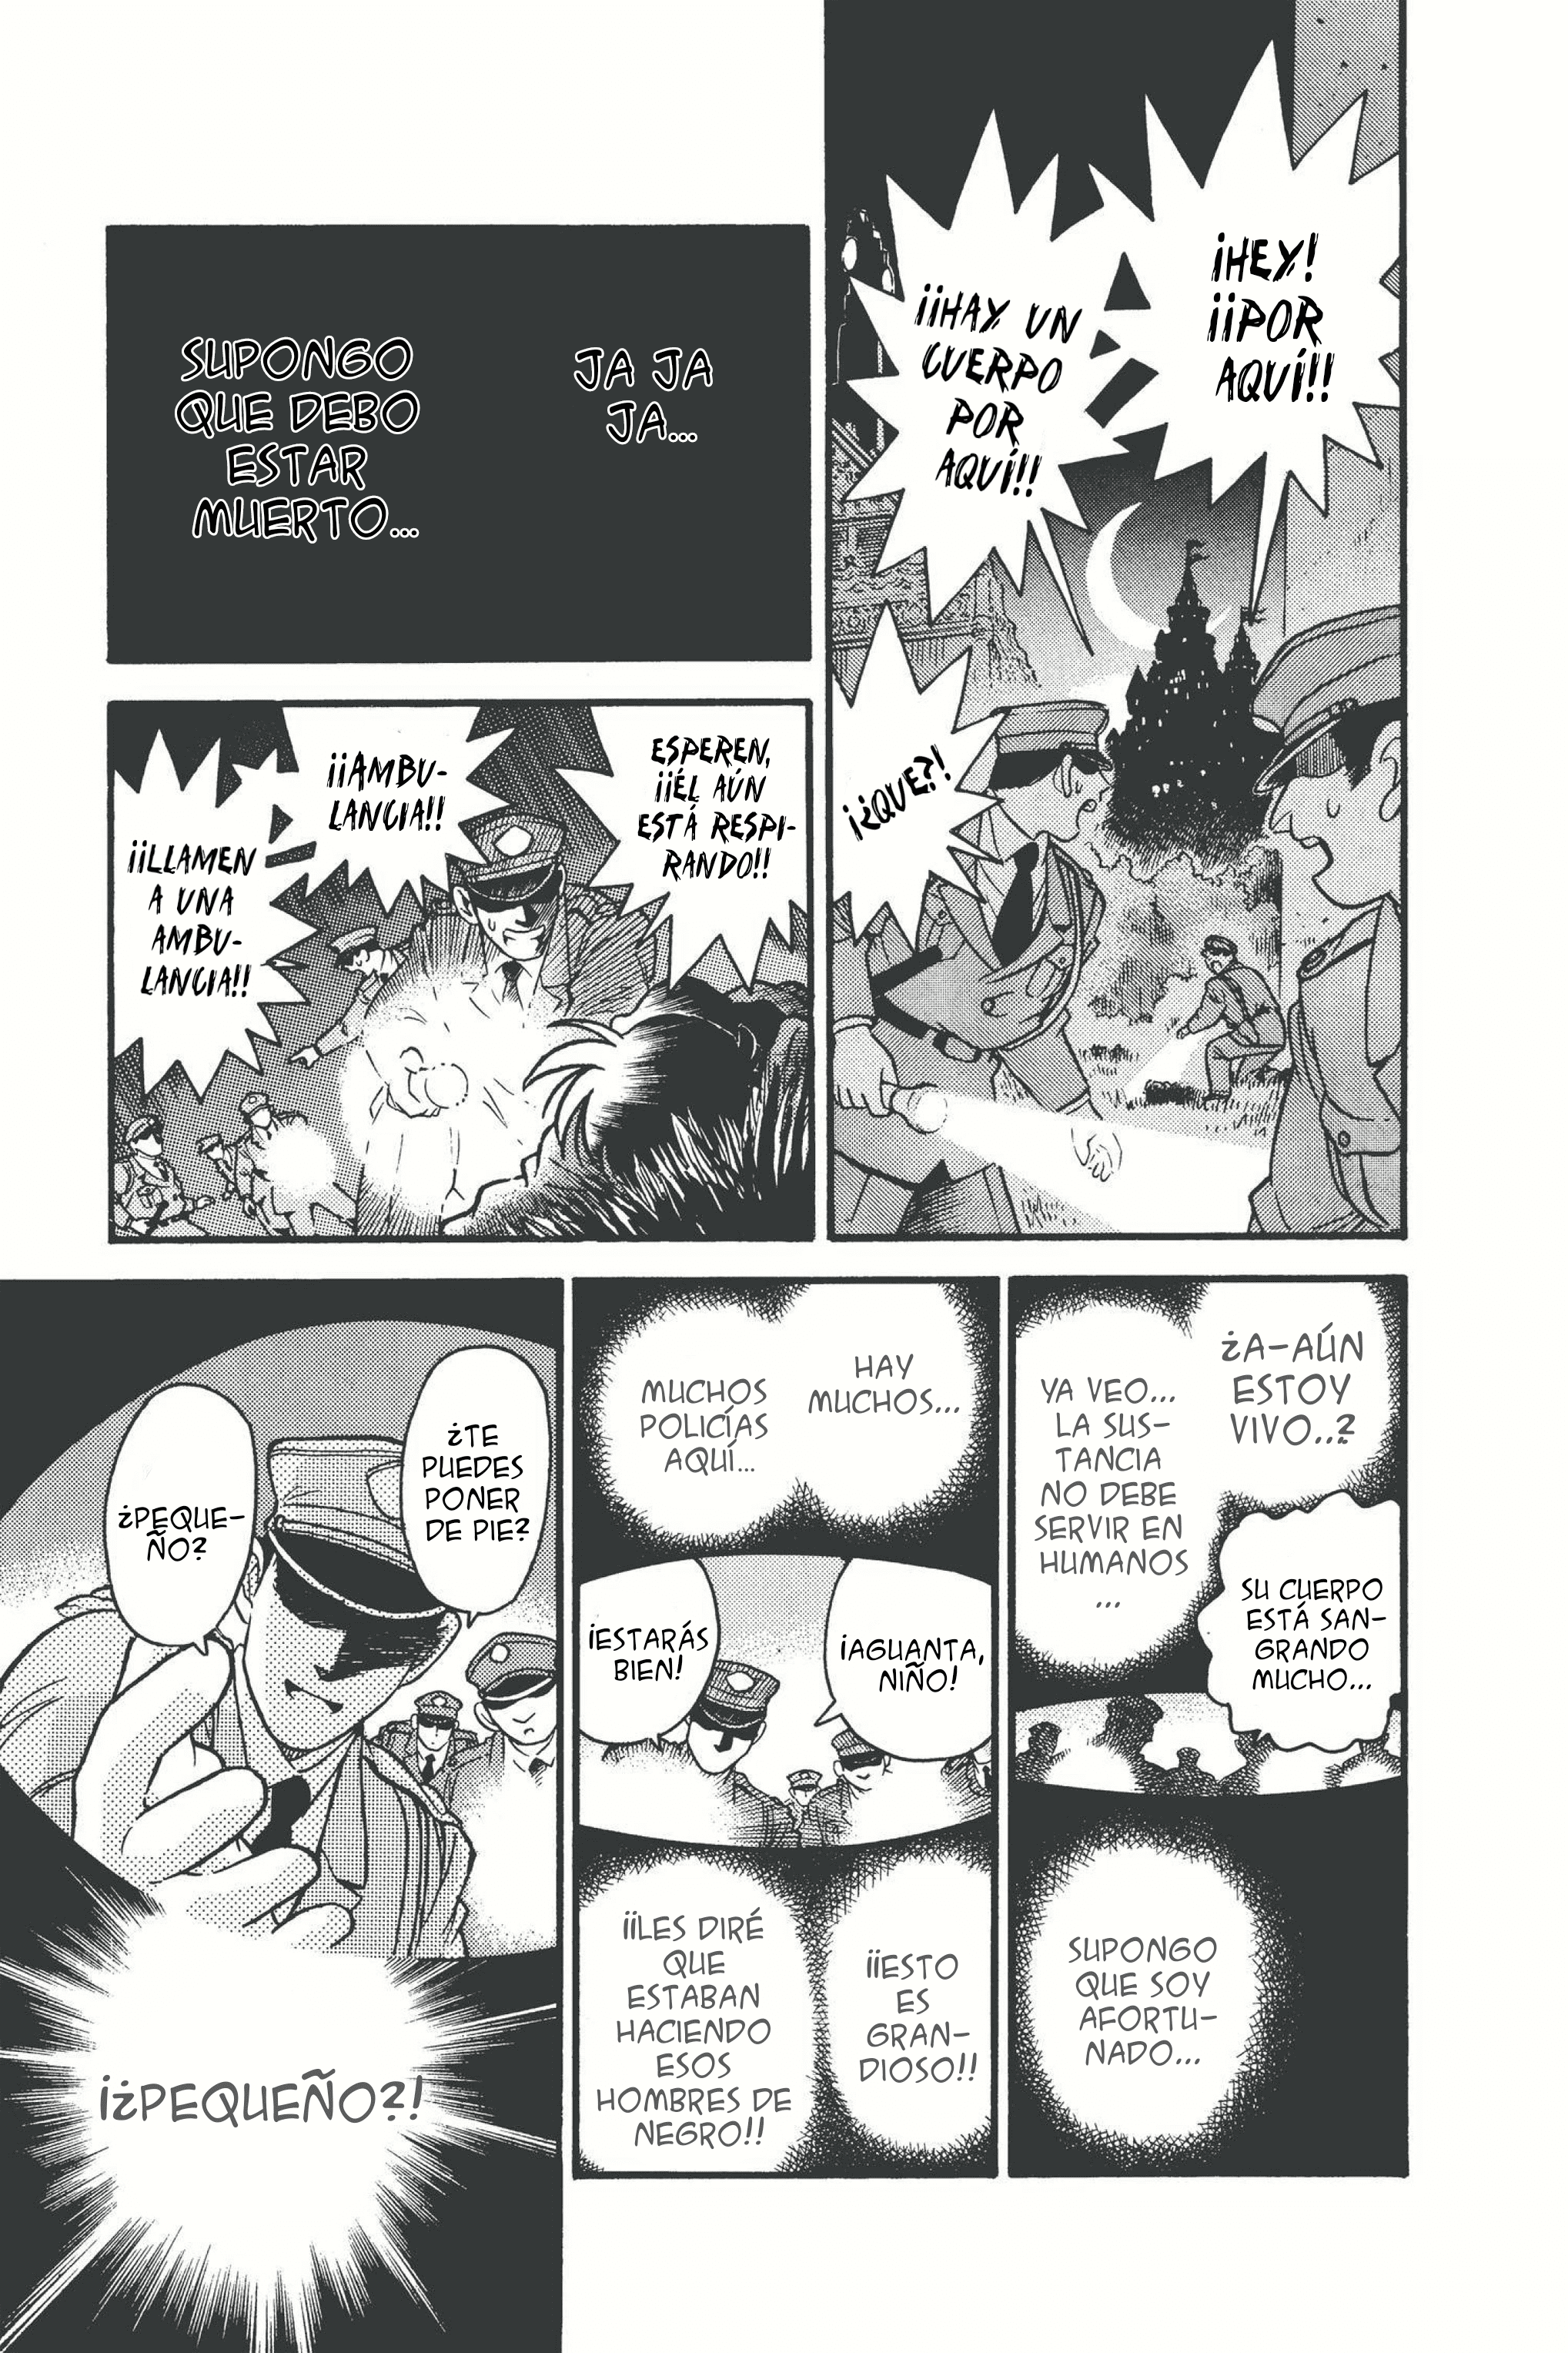 ¡HEY!
¡¡POR
AQUÍ!!
¡¡HAY UN
CUERPO
POR
AQUÍ!!
¡¿QUE?!
JA JA
JA...
SUPONGO
QUE DEBO
ESTAR
MUERTO...
ESPEREN,
¡¡ÉL AÚN
ESTÁ RESPI-
RANDO!!
¡¡AMBU-
LANCIA!!
¡¡LLAMEN
A UNA
AMBU-
LANCIA!!
¿A-AÚN
ESTOY
VIVO..?
YA VEO...
LA SUS-
TANCIA
NO DEBE
SERVIR EN
HUMANOS
...
SU CUERPO
ESTÁ SAN-
GRANDO
MUCHO...
SUPONGO
QUE SOY
AFORTU-
NADO...
HAY
MUCHOS...
MUCHOS
POLICÍAS
AQUÍ...
¡AGUANTA,
NIÑO!
¡ESTARÁS
BIEN!
¡¡ESTO
ES
GRAN-
DIOSO!!
¡¡LES DIRÉ
QUE
ESTABAN
HACIENDO
ESOS
HOMBRES DE
NEGRO!!
¿TE
PUEDES
PONER
DE PIE?
¿PEQUE-
ÑO?
¡¿PEQUEÑO?!